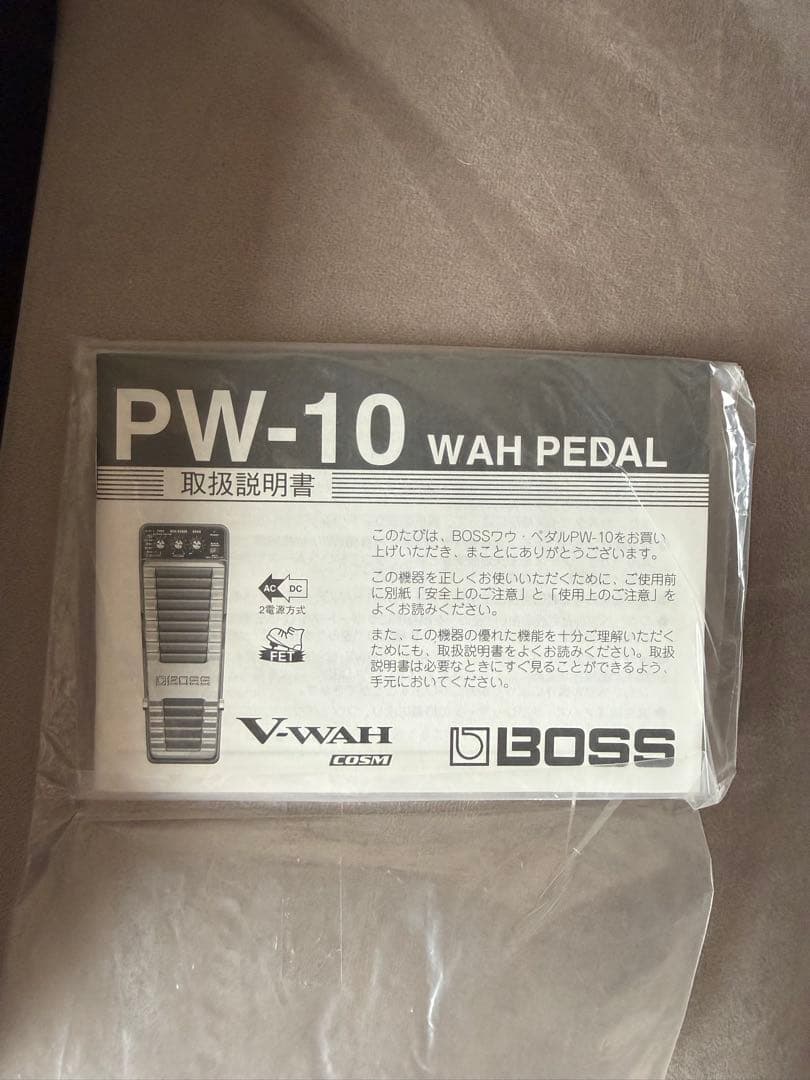 PW-10 WAH PEDAL
取扱説明書
このたびは、BOSSワウ・ペダルPW-10をお買い
上げいただき、まことにありがとうございます。
この機器を正しくお使いいただくために、ご使用前
に別紙「安全上のご注意」と「使用上のご注意」を
よくお読みください。
また、この機器の優れた機能を十分ご理解いただく
ためにも、取扱説明書をよくお読みください。取扱
説明書は必要なときにすぐ見ることができるよう、
手元においてください。
AC DC
2電源方式
FET
BOSS
V-WAH
COSM
BOSS